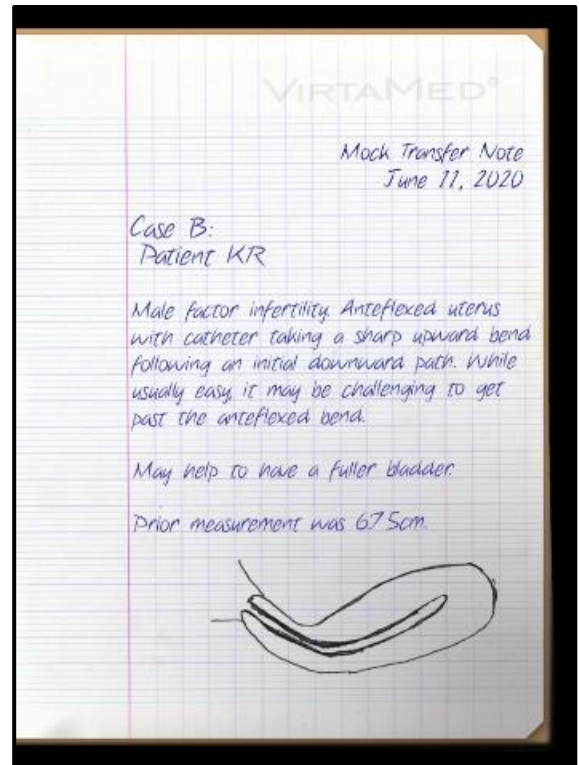 VIRTAMED®
Mock Transfer Note
June 11, 2020
Case B:
Patient KR
Male factor infertility. Anteflexed uterus
with catheter taking a sharp upward bend
following an initial downward path. While
usually easy, it may be challenging to get
past the anteflexed bend.
May help to have a fuller bladder.
Prior measurement was 6.75cm.